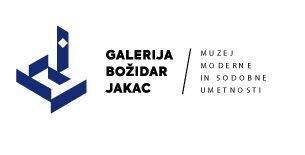 GALERIJA
BOŽIDAR
JAKAC
MUZEJ
MODERNE
IN SODOBNE
UMETNOSTI